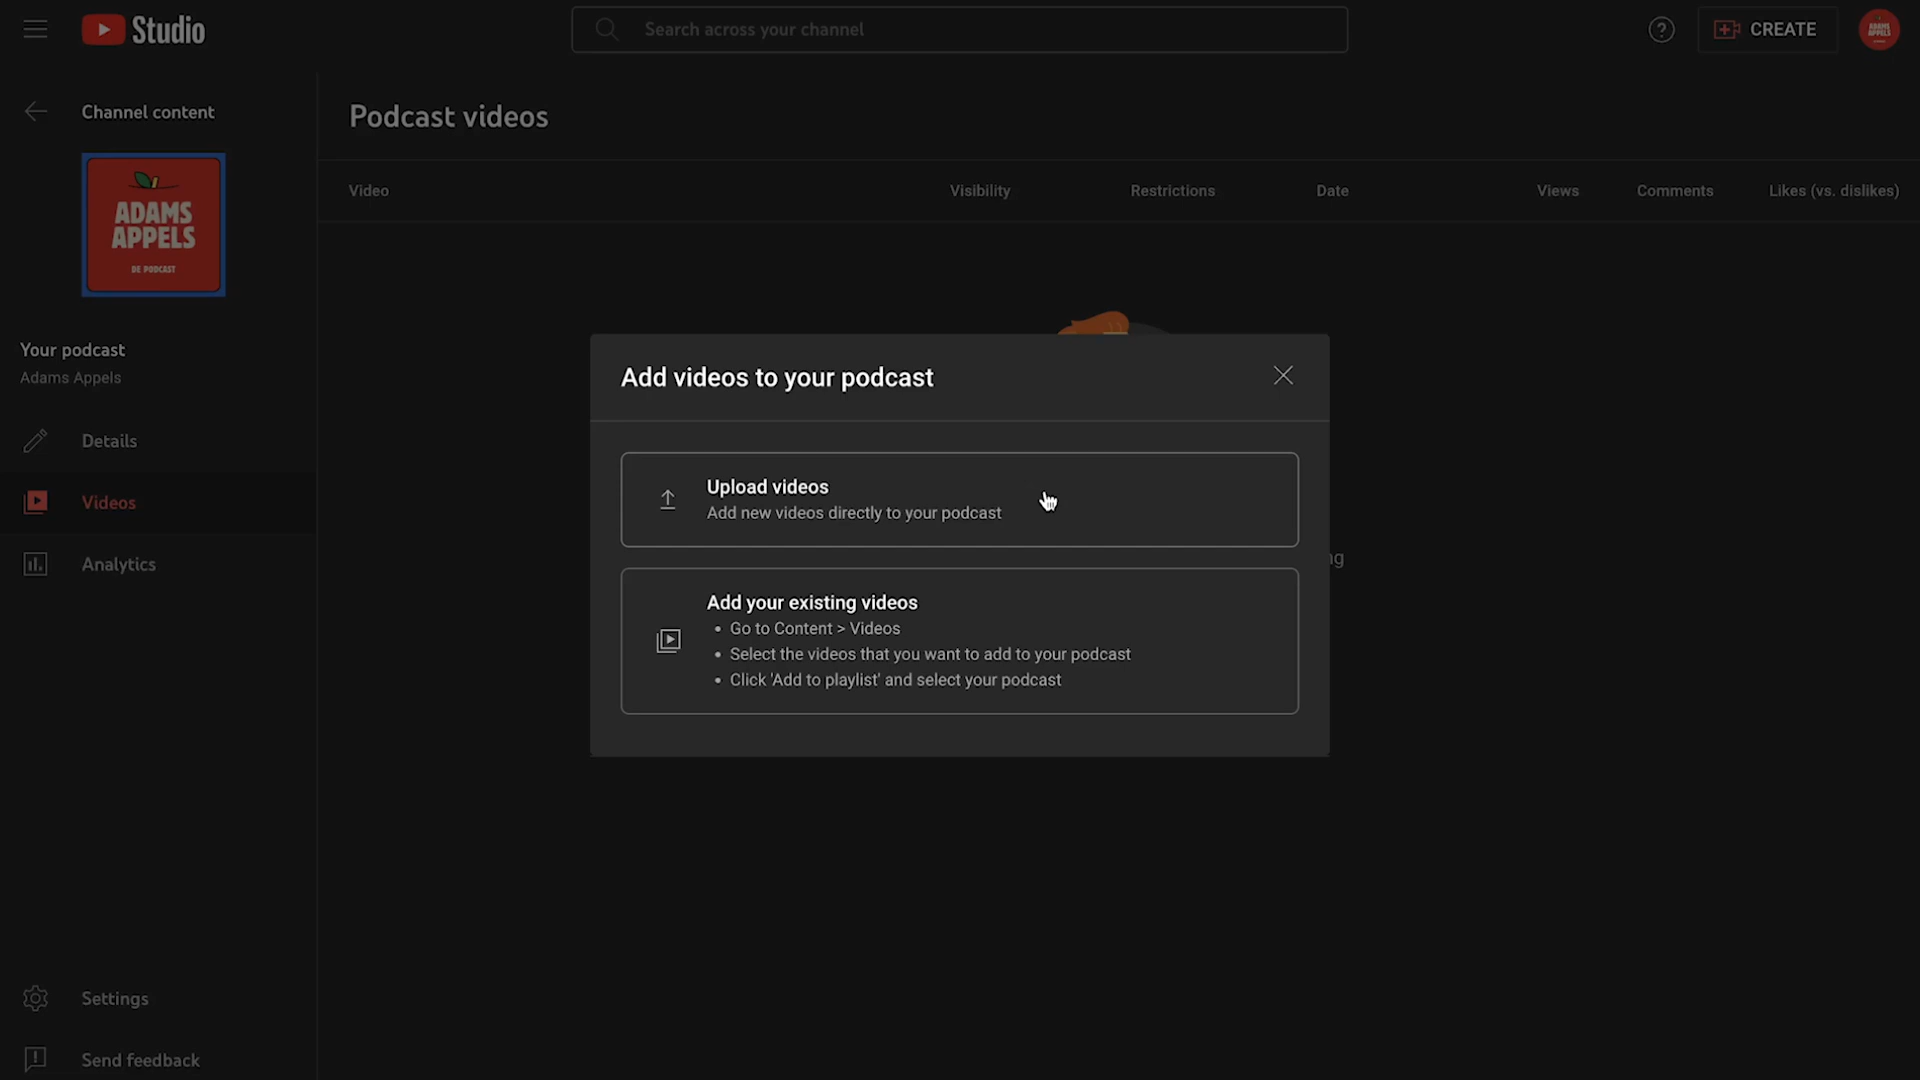 Studio
Search across your channel
CREATE
ADAMS
APPELS
Channel content
ADAMS
APPELS
DE PODCAST
Your podcast
Adams Appels
Details
Videos
Analytics
Settings
Send feedback
Podcast videos
Video
Visibility
Restrictions
Date
Views
Comments
Likes (vs. dislikes)
Add videos to your podcast
Upload videos
Add new videos directly to your podcast
ng
Add your existing videos
• Go to Content > Videos
• Select the videos that you want to add to your podcast
• Click 'Add to playlist' and select your podcast